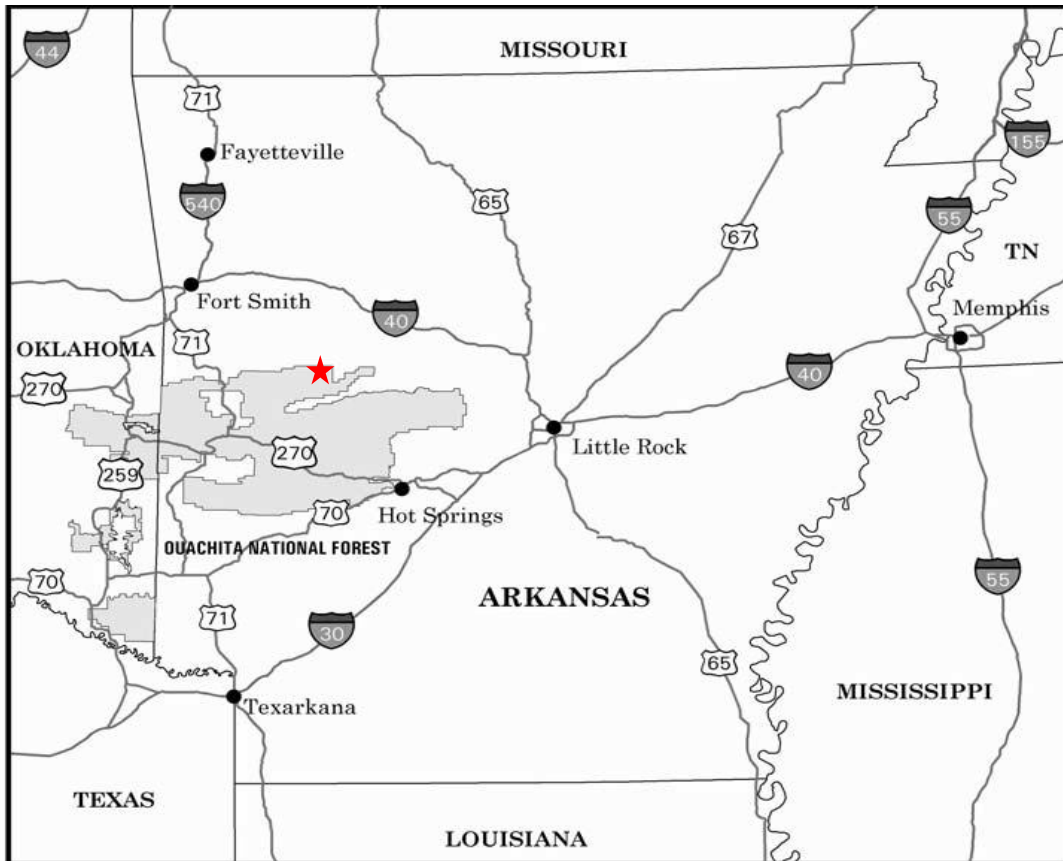 MISSOURI
44
71
Fayetteville
155
540
65
55
67
TN
Fort Smith
40
Memphis
OKLAHOMA
71
270
40
270
Little Rock
259
Hot Springs
70
OUACHITA NATIONAL FOREST
70
55
ARKANSAS
71
30
65
MISSISSIPPI
Texarkana
TEXAS
LOUISIANA